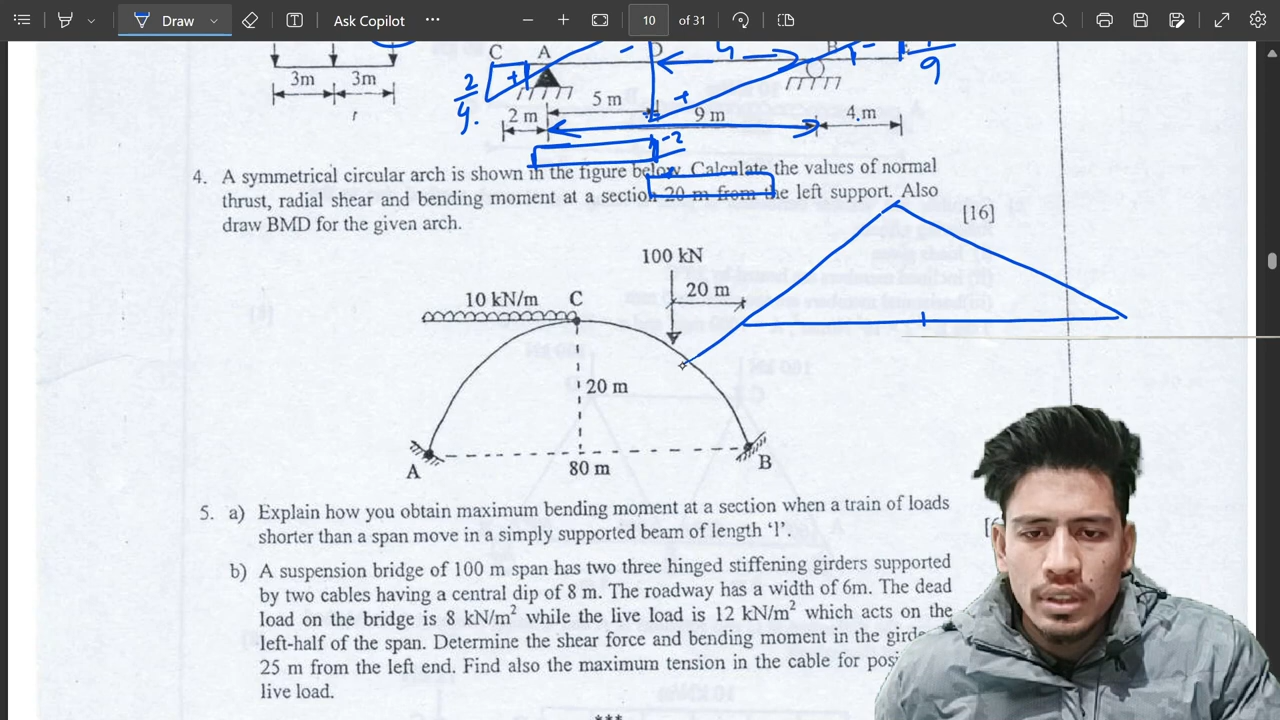 Draw
Ask Copilot
10 of 31
C A D B
2/4
+
-
4
+
-
1/9
3m 3m
5 m
9 m
2 m
4 m
-2
4. A symmetrical circular arch is shown in the figure below. Calculate the values of normal
thrust, radial shear and bending moment at a section 20 m from the left support. Also
draw BMD for the given arch.
[16]
100 kN
20 m
10 kN/m C
20 m
A
80 m
B
5. a) Explain how you obtain maximum bending moment at a section when a train of loads
shorter than a span move in a simply supported beam of length 'l'.
b) A suspension bridge of 100 m span has two three hinged stiffening girders supported
by two cables having a central dip of 8 m. The roadway has a width of 6m. The dead
load on the bridge is 8 kN/m² while the live load is 12 kN/m² which acts on the
left-half of the span. Determine the shear force and bending moment in the
25 m from the left end. Find also the maximum tension in the cable for
live load.
***